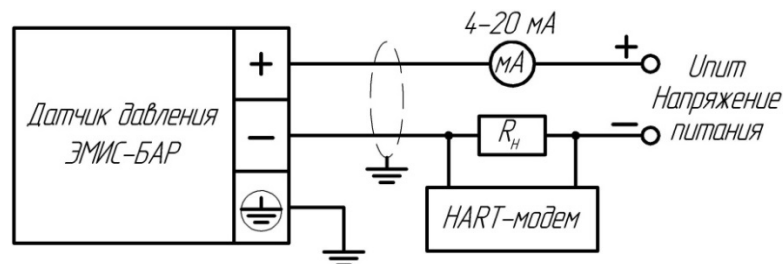 4-20 мА
+
мА
+
Uпит
Напряжение
питания
Датчик давления
ЭМИС-БАР
−
Rн
−
HART-модем